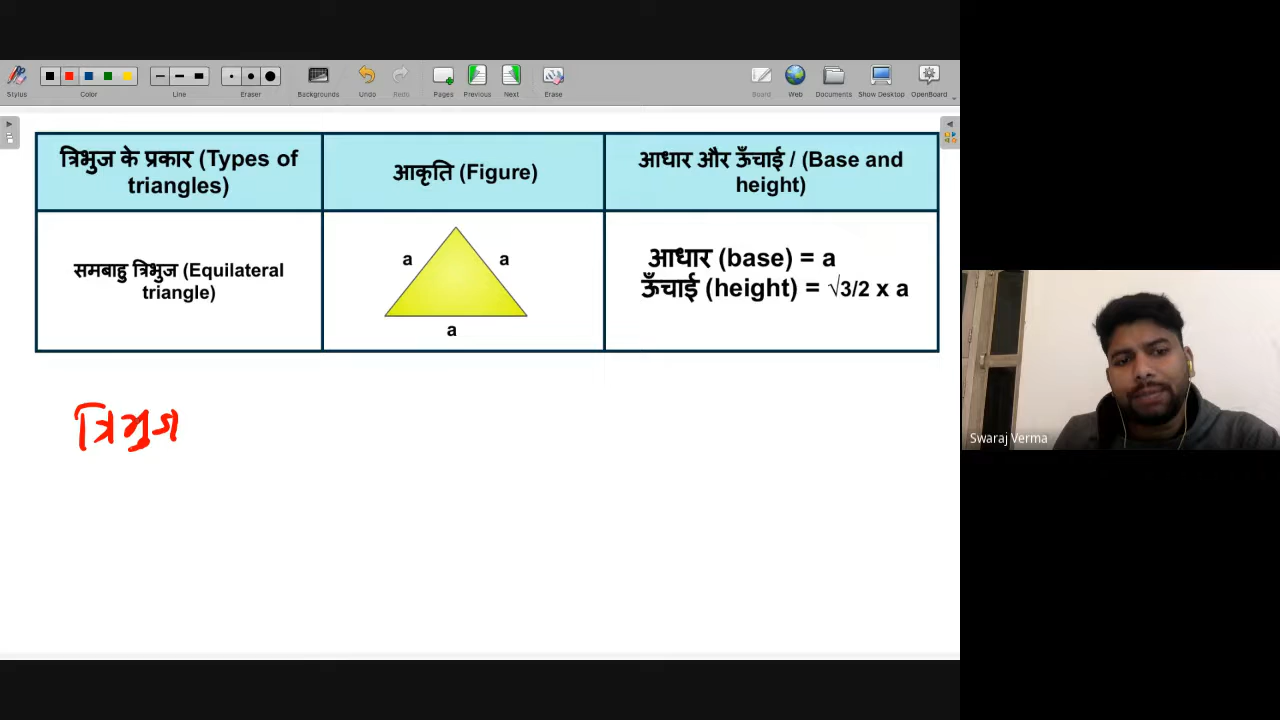 Stylus
Color
Line
Eraser
Backgrounds
Undo
Redo
Pages
Previous
Next
Erase
Board
Web
Documents
Show Desktop
OpenBoard
त्रिभुज के प्रकार (Types of
triangles)
आकृति (Figure)
आधार और ऊँचाई / (Base and
height)
समबाहु त्रिभुज (Equilateral
triangle)
a
a
a
आधार (base) = a
ऊँचाई (height) = √3/2 x a
त्रिभुज
Swaraj Verma